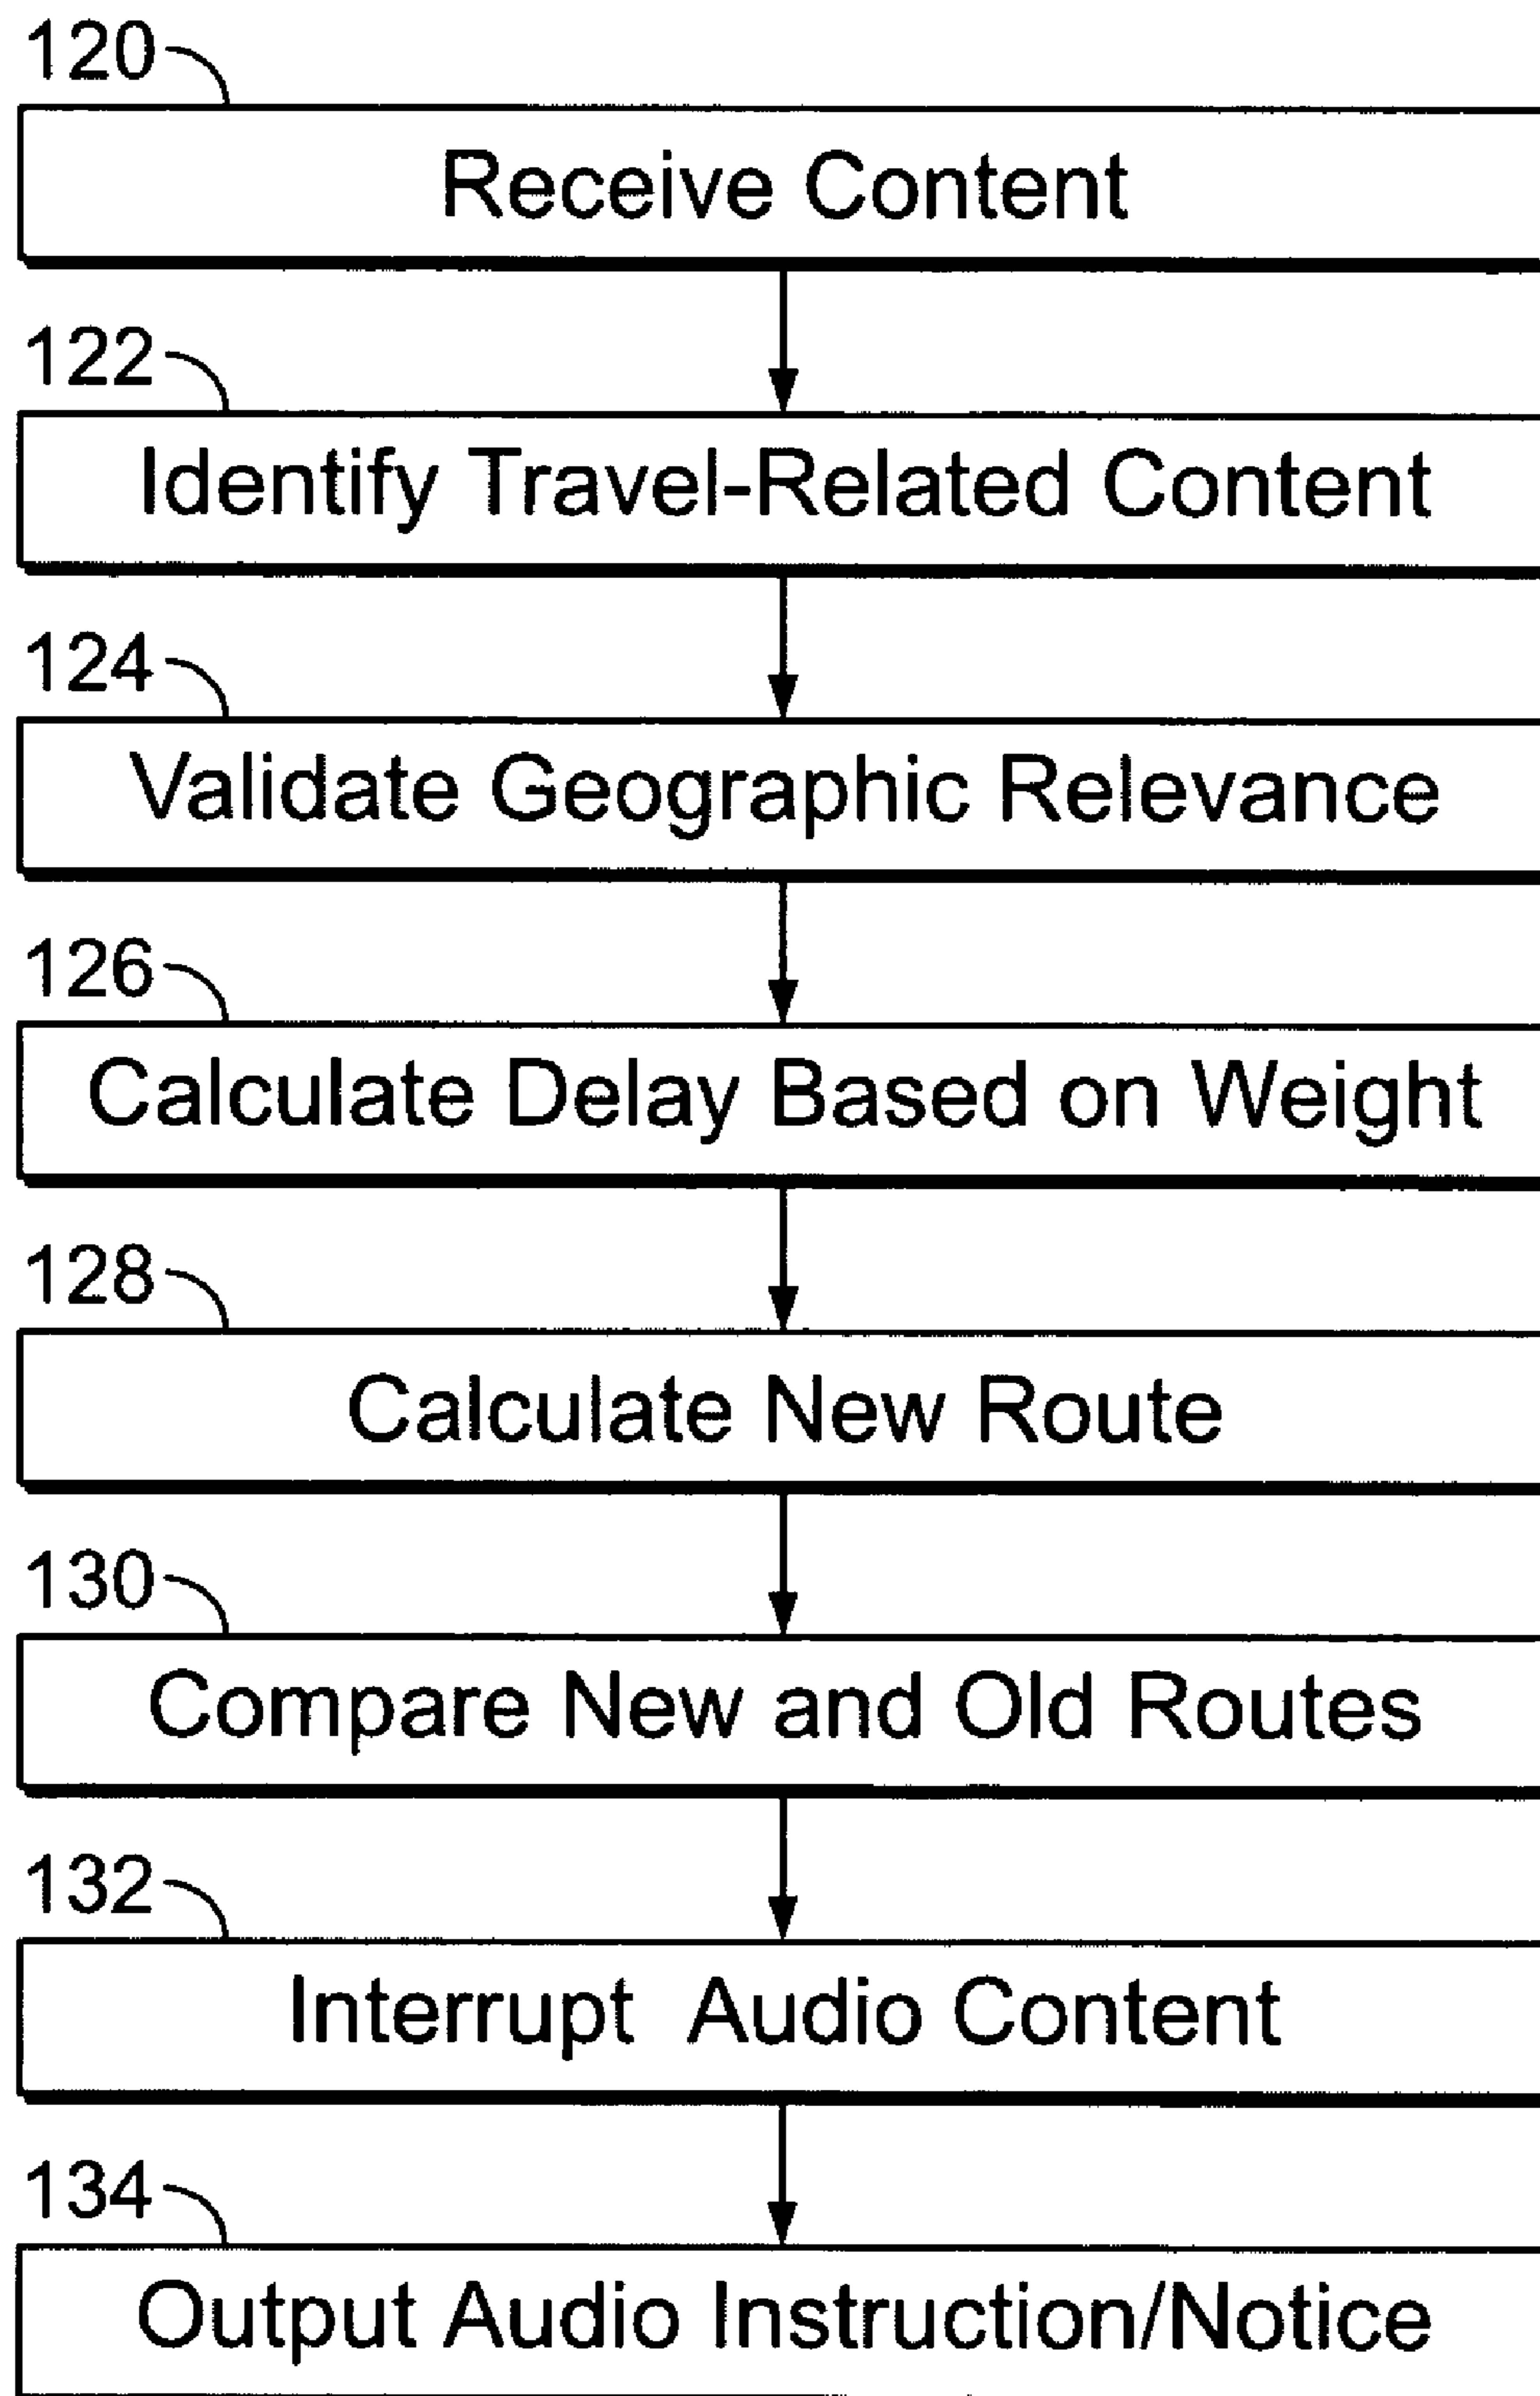 120
Receive Content
122
Identify Travel-Related Content
124
Validate Geographic Relevance
126
Calculate Delay Based on Weight
128
Calculate New Route
130
Compare New and Old Routes
132
Interrupt Audio Content
134
Output Audio Instruction/Notice